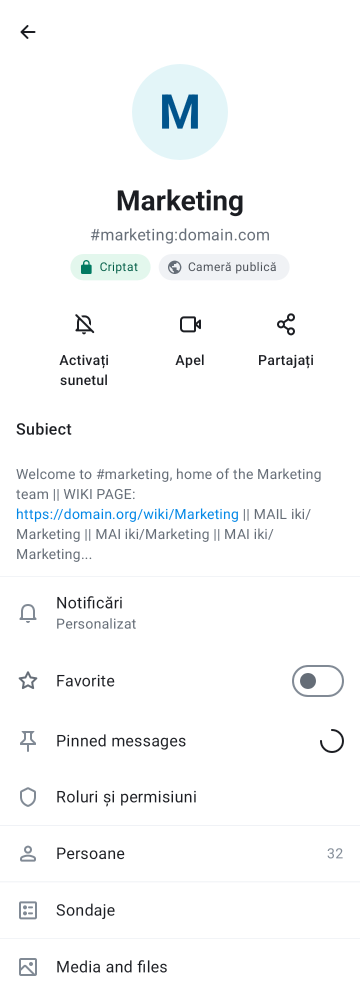 M
Marketing
#marketing:domain.com
Criptat
Cameră publică
Activați
sunetul
Apel
Partajați
Subiect
Welcome to #marketing, home of the Marketing
team || WIKI PAGE:
https://domain.org/wiki/Marketing || MAIL iki/
Marketing || MAI iki/Marketing || MAI iki/
Marketing...
Notificări
Personalizat
Favorite
Pinned messages
Roluri și permisiuni
Persoane
32
Sondaje
Media and files